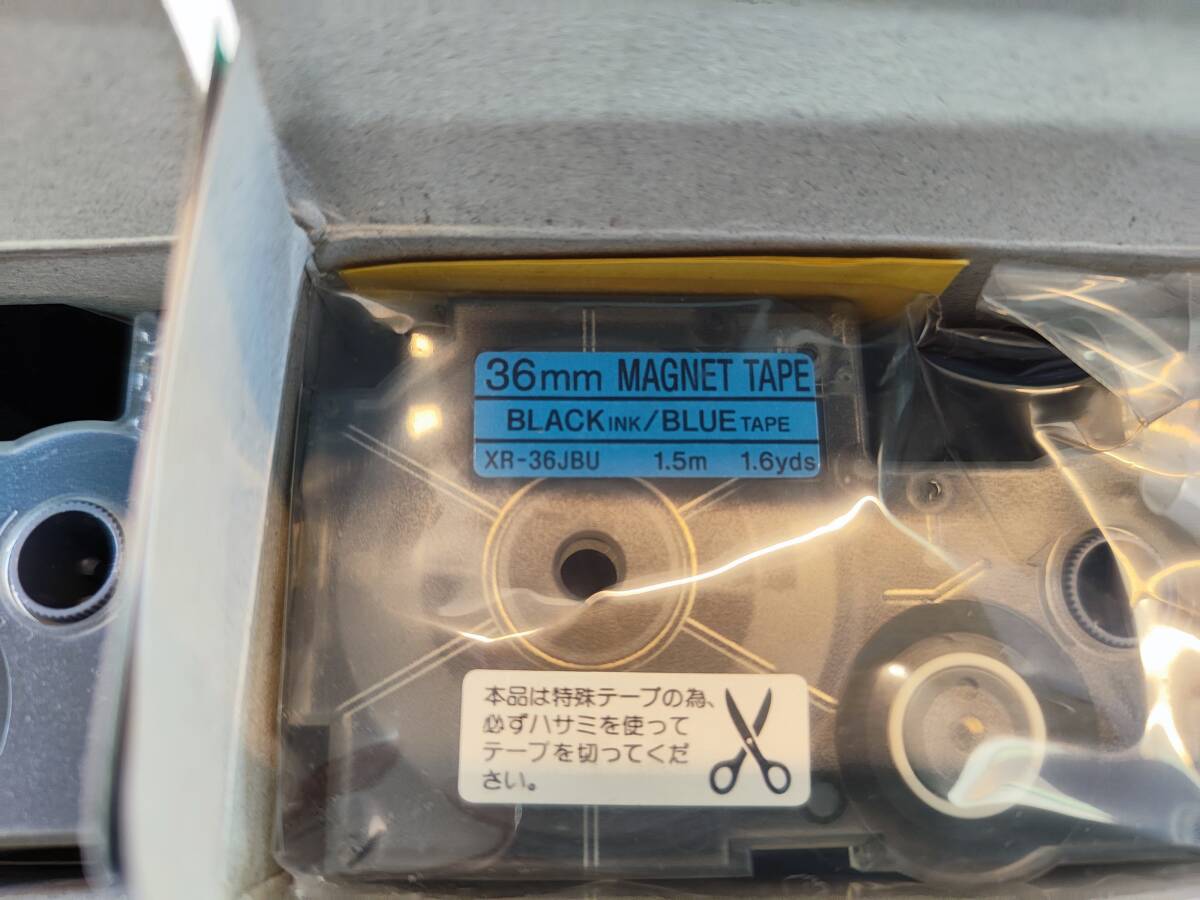 36mm MAGNET TAPE
BLACK INK/BLUE TAPE
XR-36JBU 1.5m 1.6yds
本品は特殊テープの為、
必ずハサミを使って
テープを切ってくだ
さい。